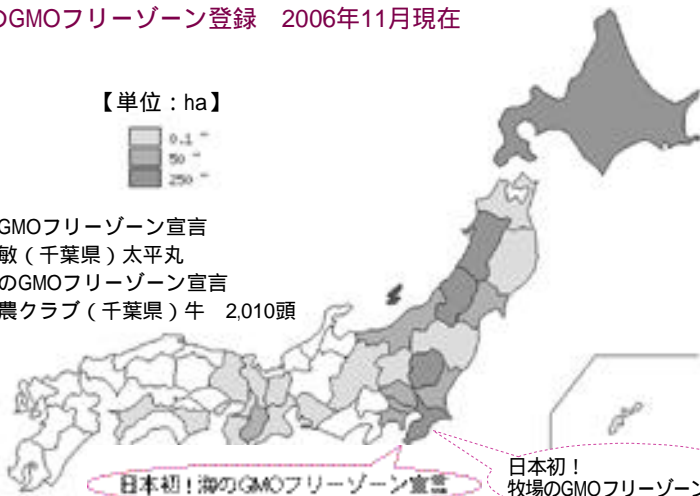 のGMOフリーゾーン登録　2006年11月現在
【単位：ha】
0.1 ~
50 ~
250 ~
GMOフリーゾーン宣言
敏（千葉県）太平丸
のGMOフリーゾーン宣言
農クラブ（千葉県）牛　2,010頭
日本初！海のGMOフリーゾーン宣言
日本初！
牧場のGMOフリーゾーン